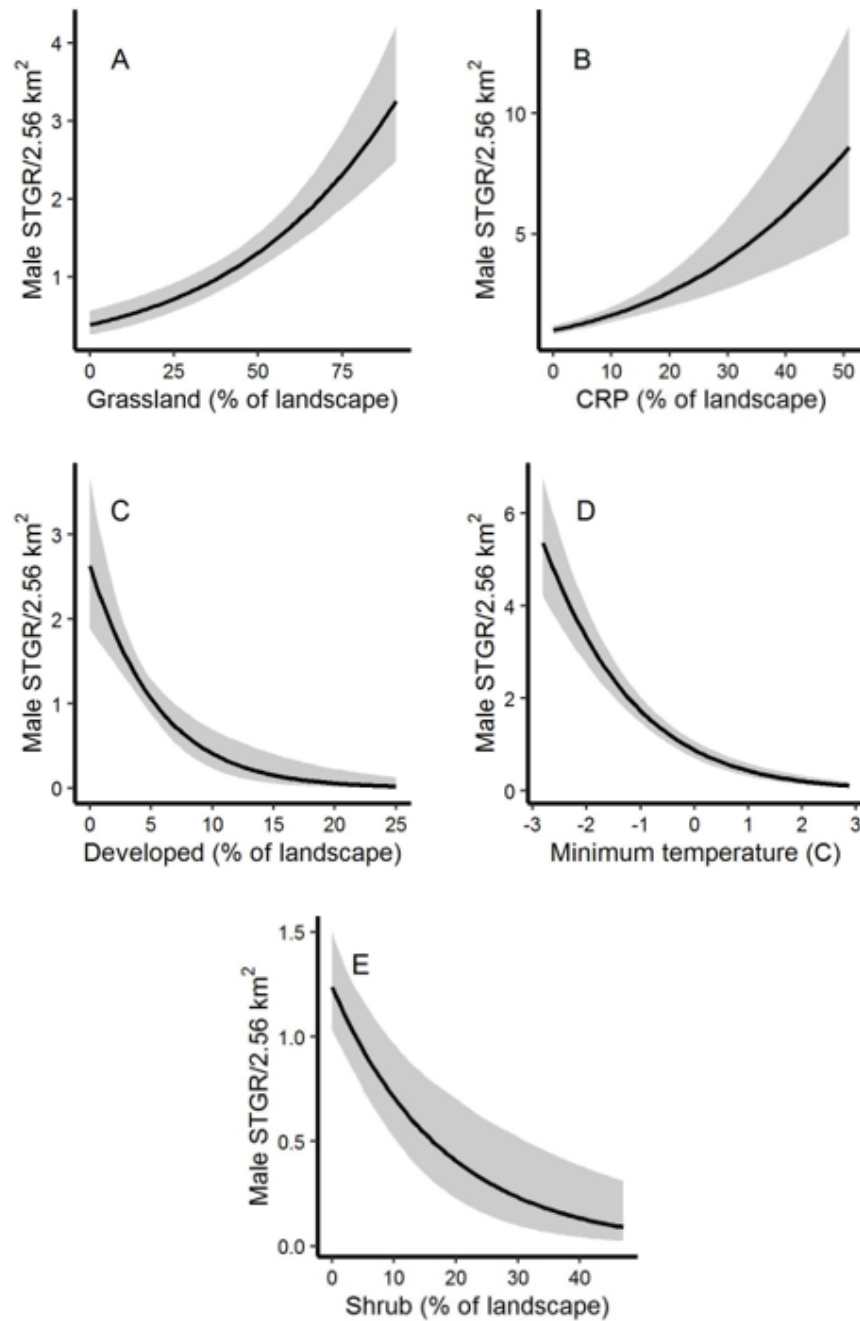 A
Male STGR/2.56 km²
4
3
2
1
0 25 50 75
Grassland (% of landscape)
B
Male STGR/2.56 km²
10
5
0 10 20 30 40 50
CRP (% of landscape)
C
Male STGR/2.56 km²
3
2
1
0
0 5 10 15 20 25
Developed (% of landscape)
D
Male STGR/2.56 km²
6
4
2
0
-3 -2 -1 0 1 2 3
Minimum temperature (C)
E
Male STGR/2.56 km²
1.5
1.0
0.5
0.0
0 10 20 30 40
Shrub (% of landscape)